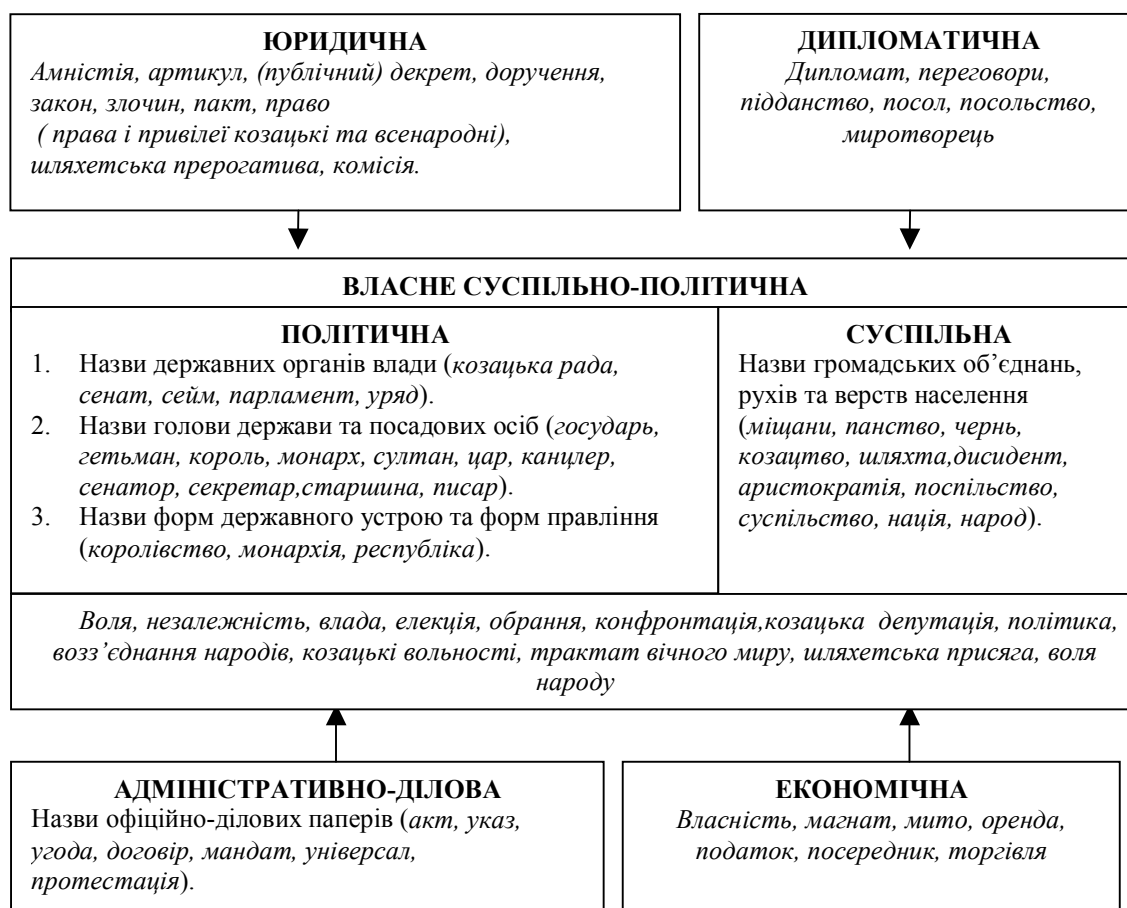 ЮРИДИЧНА
Амністія, артикул, (публічний) декрет, доручення,
закон, злочин, пакт, право
( права і привілеї козацькі та всенародні),
шляхетська прерогатива, комісія.
ДИПЛОМАТИЧНА
Дипломат, переговори,
підданство, посол, посольство,
миротворець
ВЛАСНЕ СУСПІЛЬНО-ПОЛІТИЧНА
ПОЛІТИЧНА
1. Назви державних органів влади (козацька рада,
сенат, сейм, парламент, уряд).
2. Назви голови держави та посадових осіб (государь,
гетьман, король, монарх, султан, цар, канцлер,
сенатор, секретар,старшина, писар).
3. Назви форм державного устрою та форм правління
(королівство, монархія, республіка).
СУСПІЛЬНА
Назви громадських об’єднань,
рухів та верств населення
(міщани, панство, чернь,
козацтво, шляхта,дисидент,
аристократія, поспільство,
суспільство, нація, народ).
Воля, незалежність, влада, елекція, обрання, конфронтація,козацька депутація, політика,
возз’єднання народів, козацькі вольності, трактат вічного миру, шляхетська присяга, воля
народу
АДМІНІСТРАТИВНО-ДІЛОВА
Назви офіційно-ділових паперів (акт, указ,
угода, договір, мандат, універсал,
протестація).
ЕКОНОМІЧНА
Власність, магнат, мито, оренда,
податок, посередник, торгівля